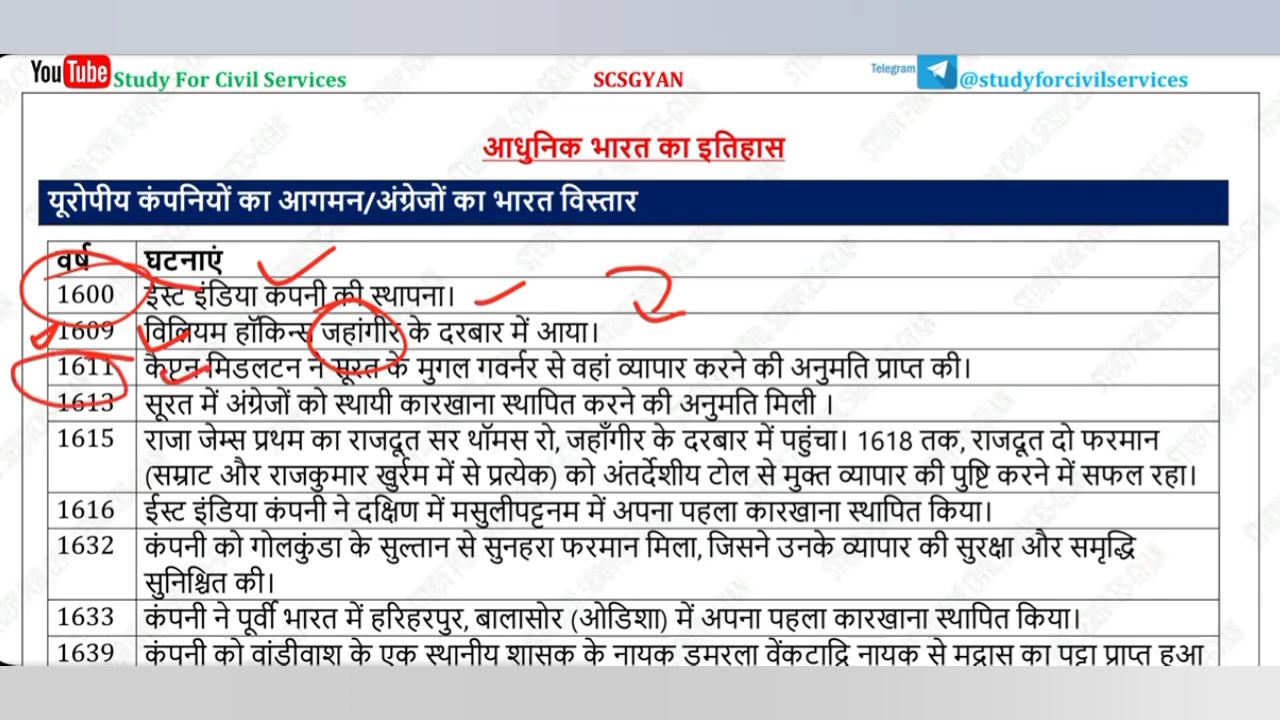 YouTube Study For Civil Services SCSGYAN Telegram @studyforcivilservices
आधुनिक भारत का इतिहास
यूरोपीय कंपनियों का आगमन/अंग्रेजों का भारत विस्तार
वर्ष घटनाएं
1600 ईस्ट इंडिया कंपनी की स्थापना।
1609 विलियम हॉकिन्स जहांगीर के दरबार में आया।
1611 कैप्टन मिडलटन ने सूरत के मुगल गवर्नर से वहां व्यापार करने की अनुमति प्राप्त की।
1613 सूरत में अंग्रेजों को स्थायी कारखाना स्थापित करने की अनुमति मिली ।
1615 राजा जेम्स प्रथम का राजदूत सर थॉमस रो, जहाँगीर के दरबार में पहुंचा। 1618 तक, राजदूत दो फरमान
(सम्राट और राजकुमार खुर्रम में से प्रत्येक) को अंतर्देशीय टोल से मुक्त व्यापार की पुष्टि करने में सफल रहा।
1616 ईस्ट इंडिया कंपनी ने दक्षिण में मसुलीपट्टनम में अपना पहला कारखाना स्थापित किया।
1632 कंपनी को गोलकुंडा के सुल्तान से सुनहरा फरमान मिला, जिसने उनके व्यापार की सुरक्षा और समृद्धि
सुनिश्चित की।
1633 कंपनी ने पूर्वी भारत में हरिहरपुर, बालासोर (ओडिशा) में अपना पहला कारखाना स्थापित किया।
1639 कंपनी को वांडीवाश के एक स्थानीय शासक के नायक डमरला वेंकटाद्रि नायक से मद्रास का पट्टा प्राप्त हुआ